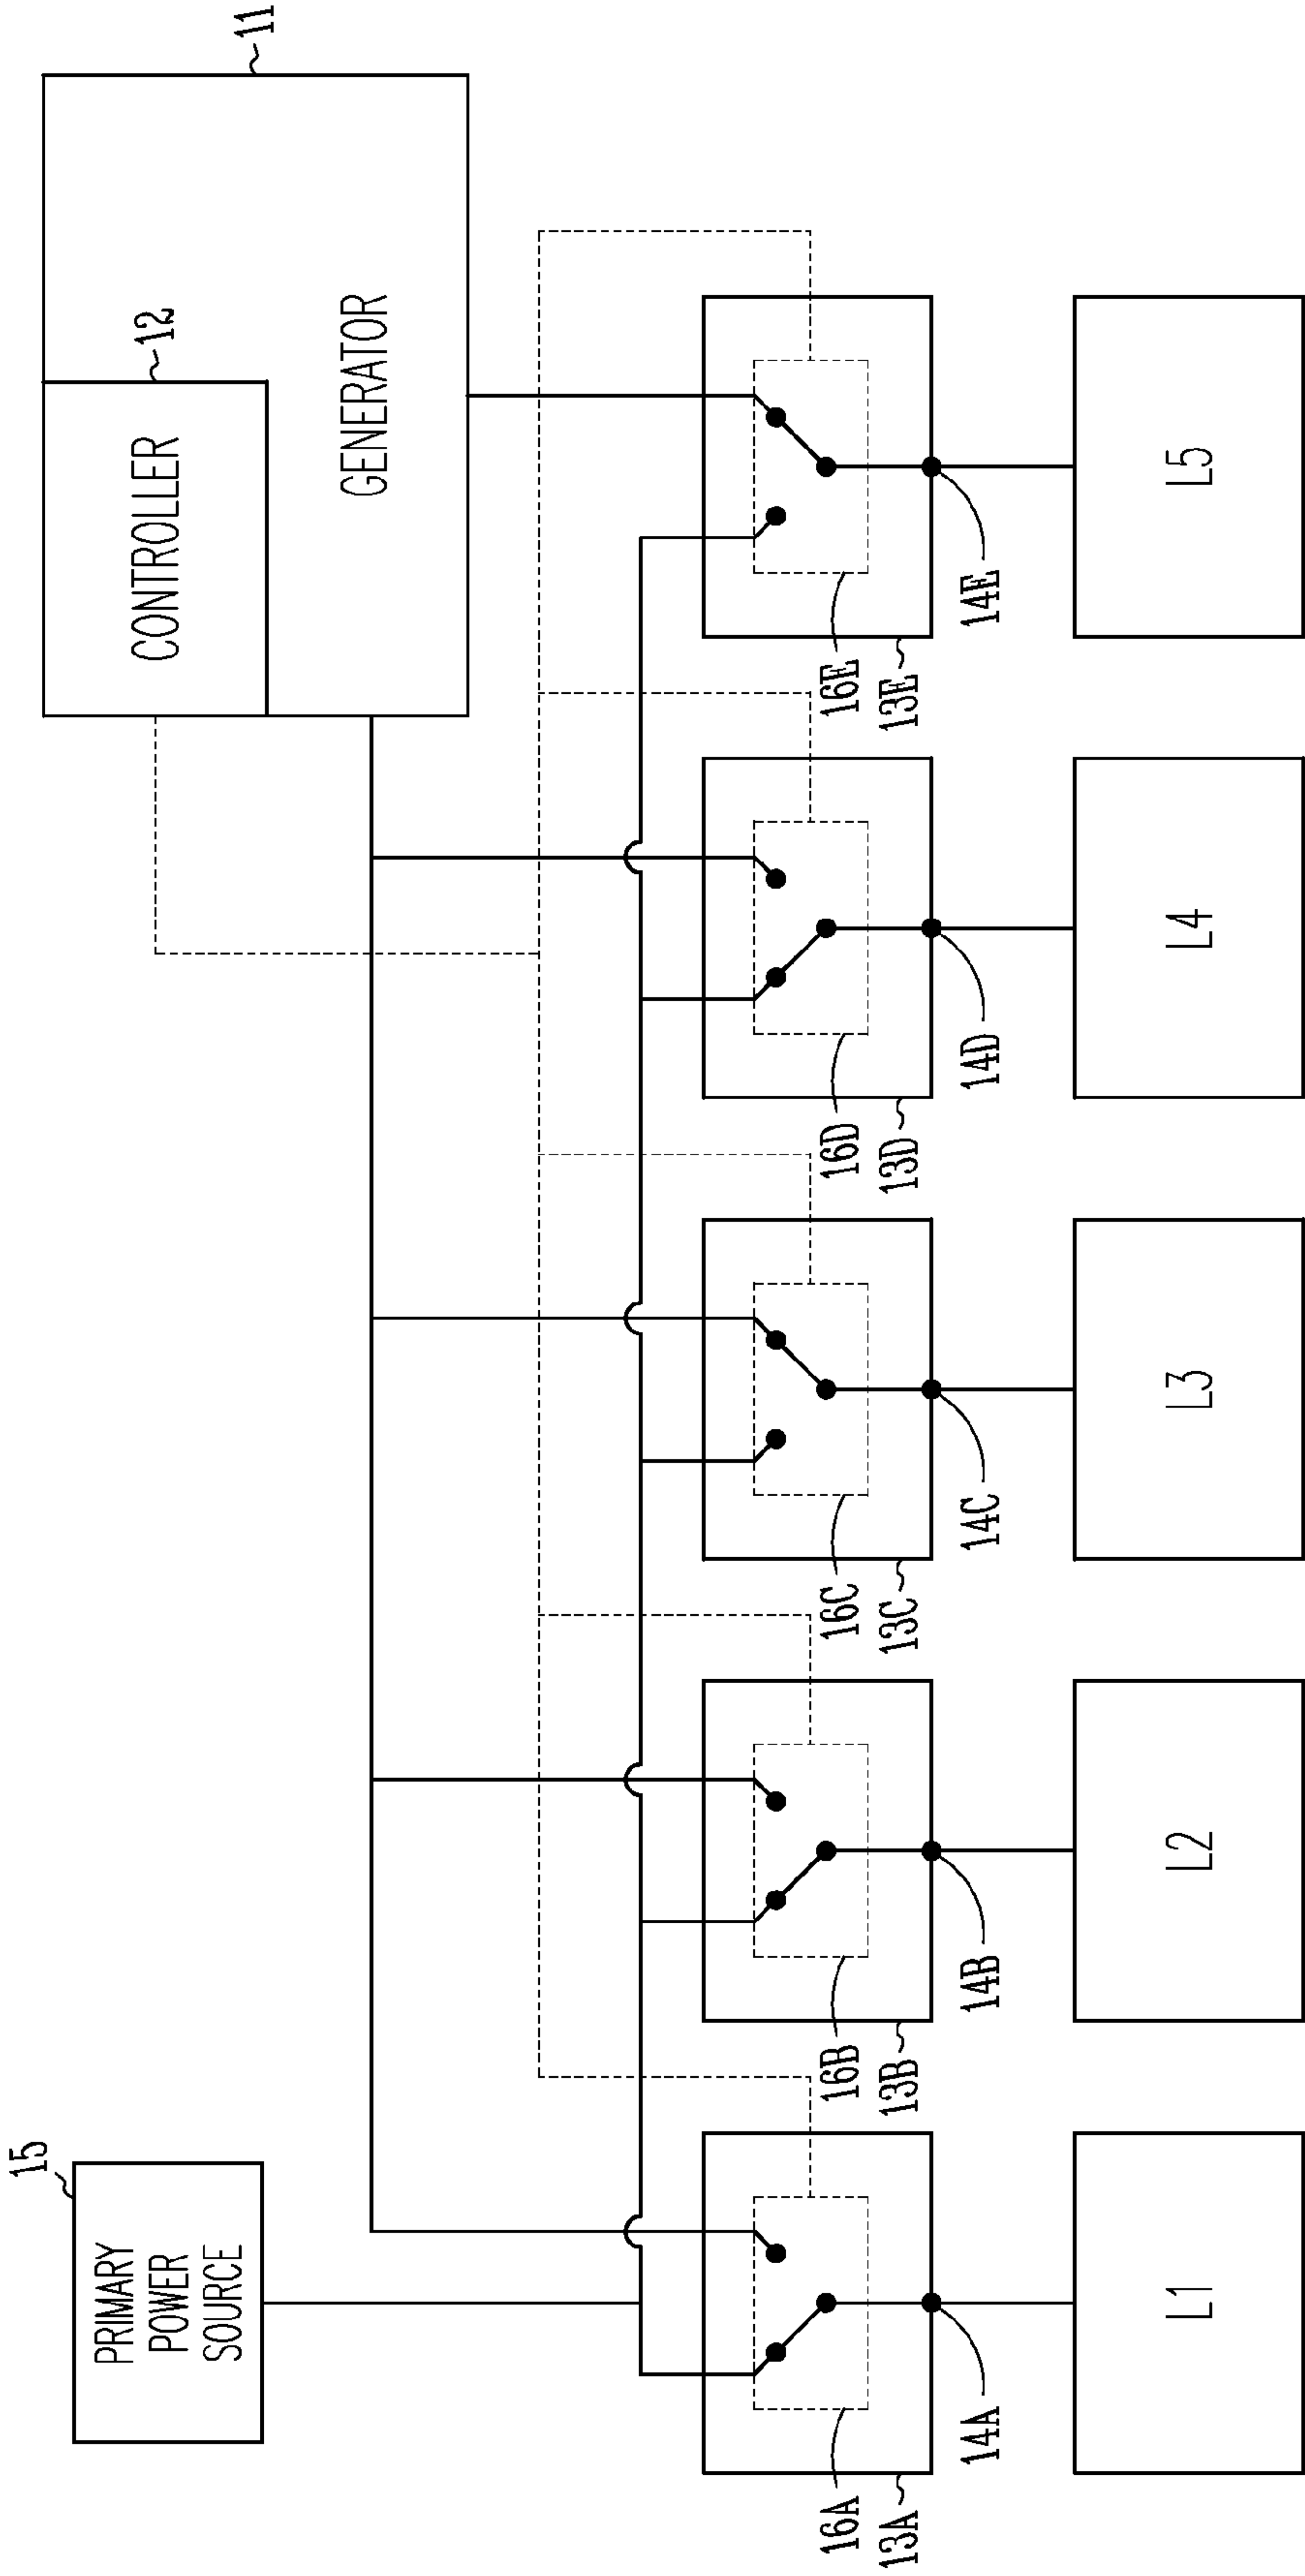 15
PRIMARY
POWER
SOURCE
CONTROLLER
12
GENERATOR
11
16A
13A
14A
L1
16B
13B
14B
L2
16C
13C
14C
L3
16D
13D
14D
L4
16E
13E
14E
L5